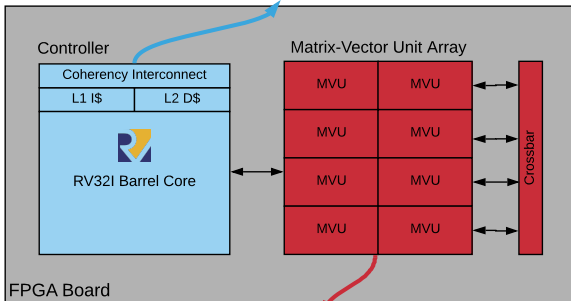 Controller
Matrix-Vector Unit Array
Coherency Interconnect
L1 I$
L2 D$
RV32I Barrel Core
MVU
MVU
MVU
MVU
MVU
MVU
MVU
MVU
Crossbar
FPGA Board